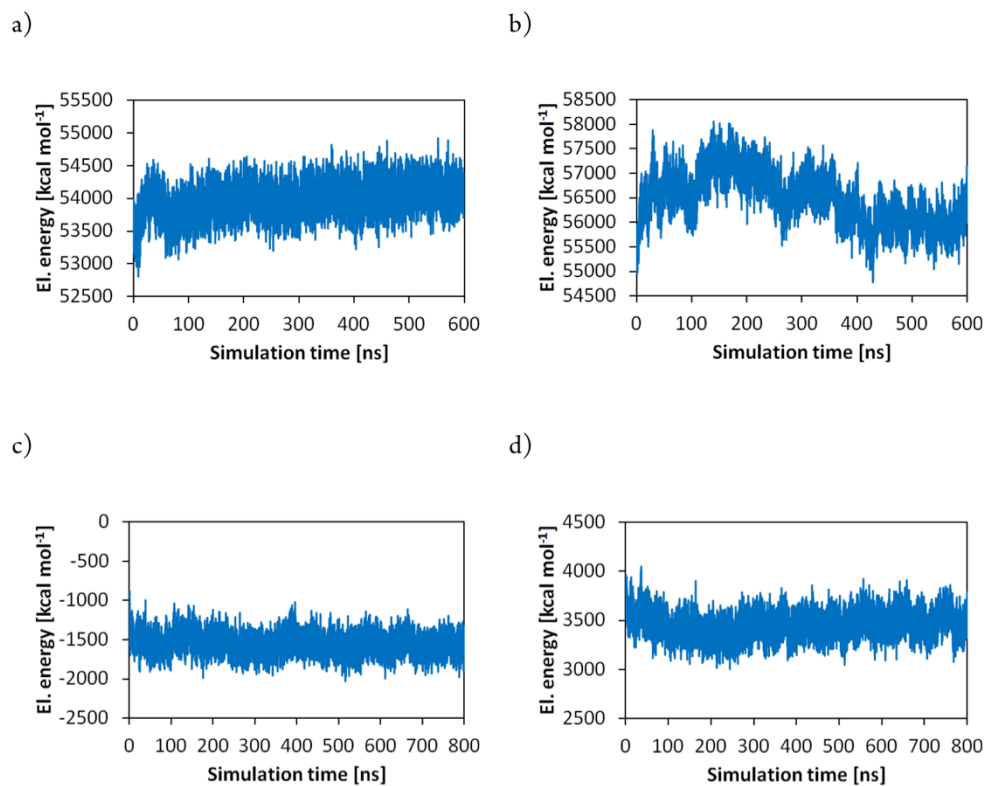 a)
El. energy [kcal mol-1]
55500
55000
54500
54000
53500
53000
52500
0 100 200 300 400 500 600
Simulation time [ns]
b)
El. energy [kcal mol-1]
58500
58000
57500
57000
56500
56000
55500
55000
54500
0 100 200 300 400 500 600
Simulation time [ns]
c)
El. energy [kcal mol-1]
0
-500
-1000
-1500
-2000
-2500
0 100 200 300 400 500 600 700 800
Simulation time [ns]
d)
El. energy [kcal mol-1]
4500
4000
3500
3000
2500
0 100 200 300 400 500 600 700 800
Simulation time [ns]